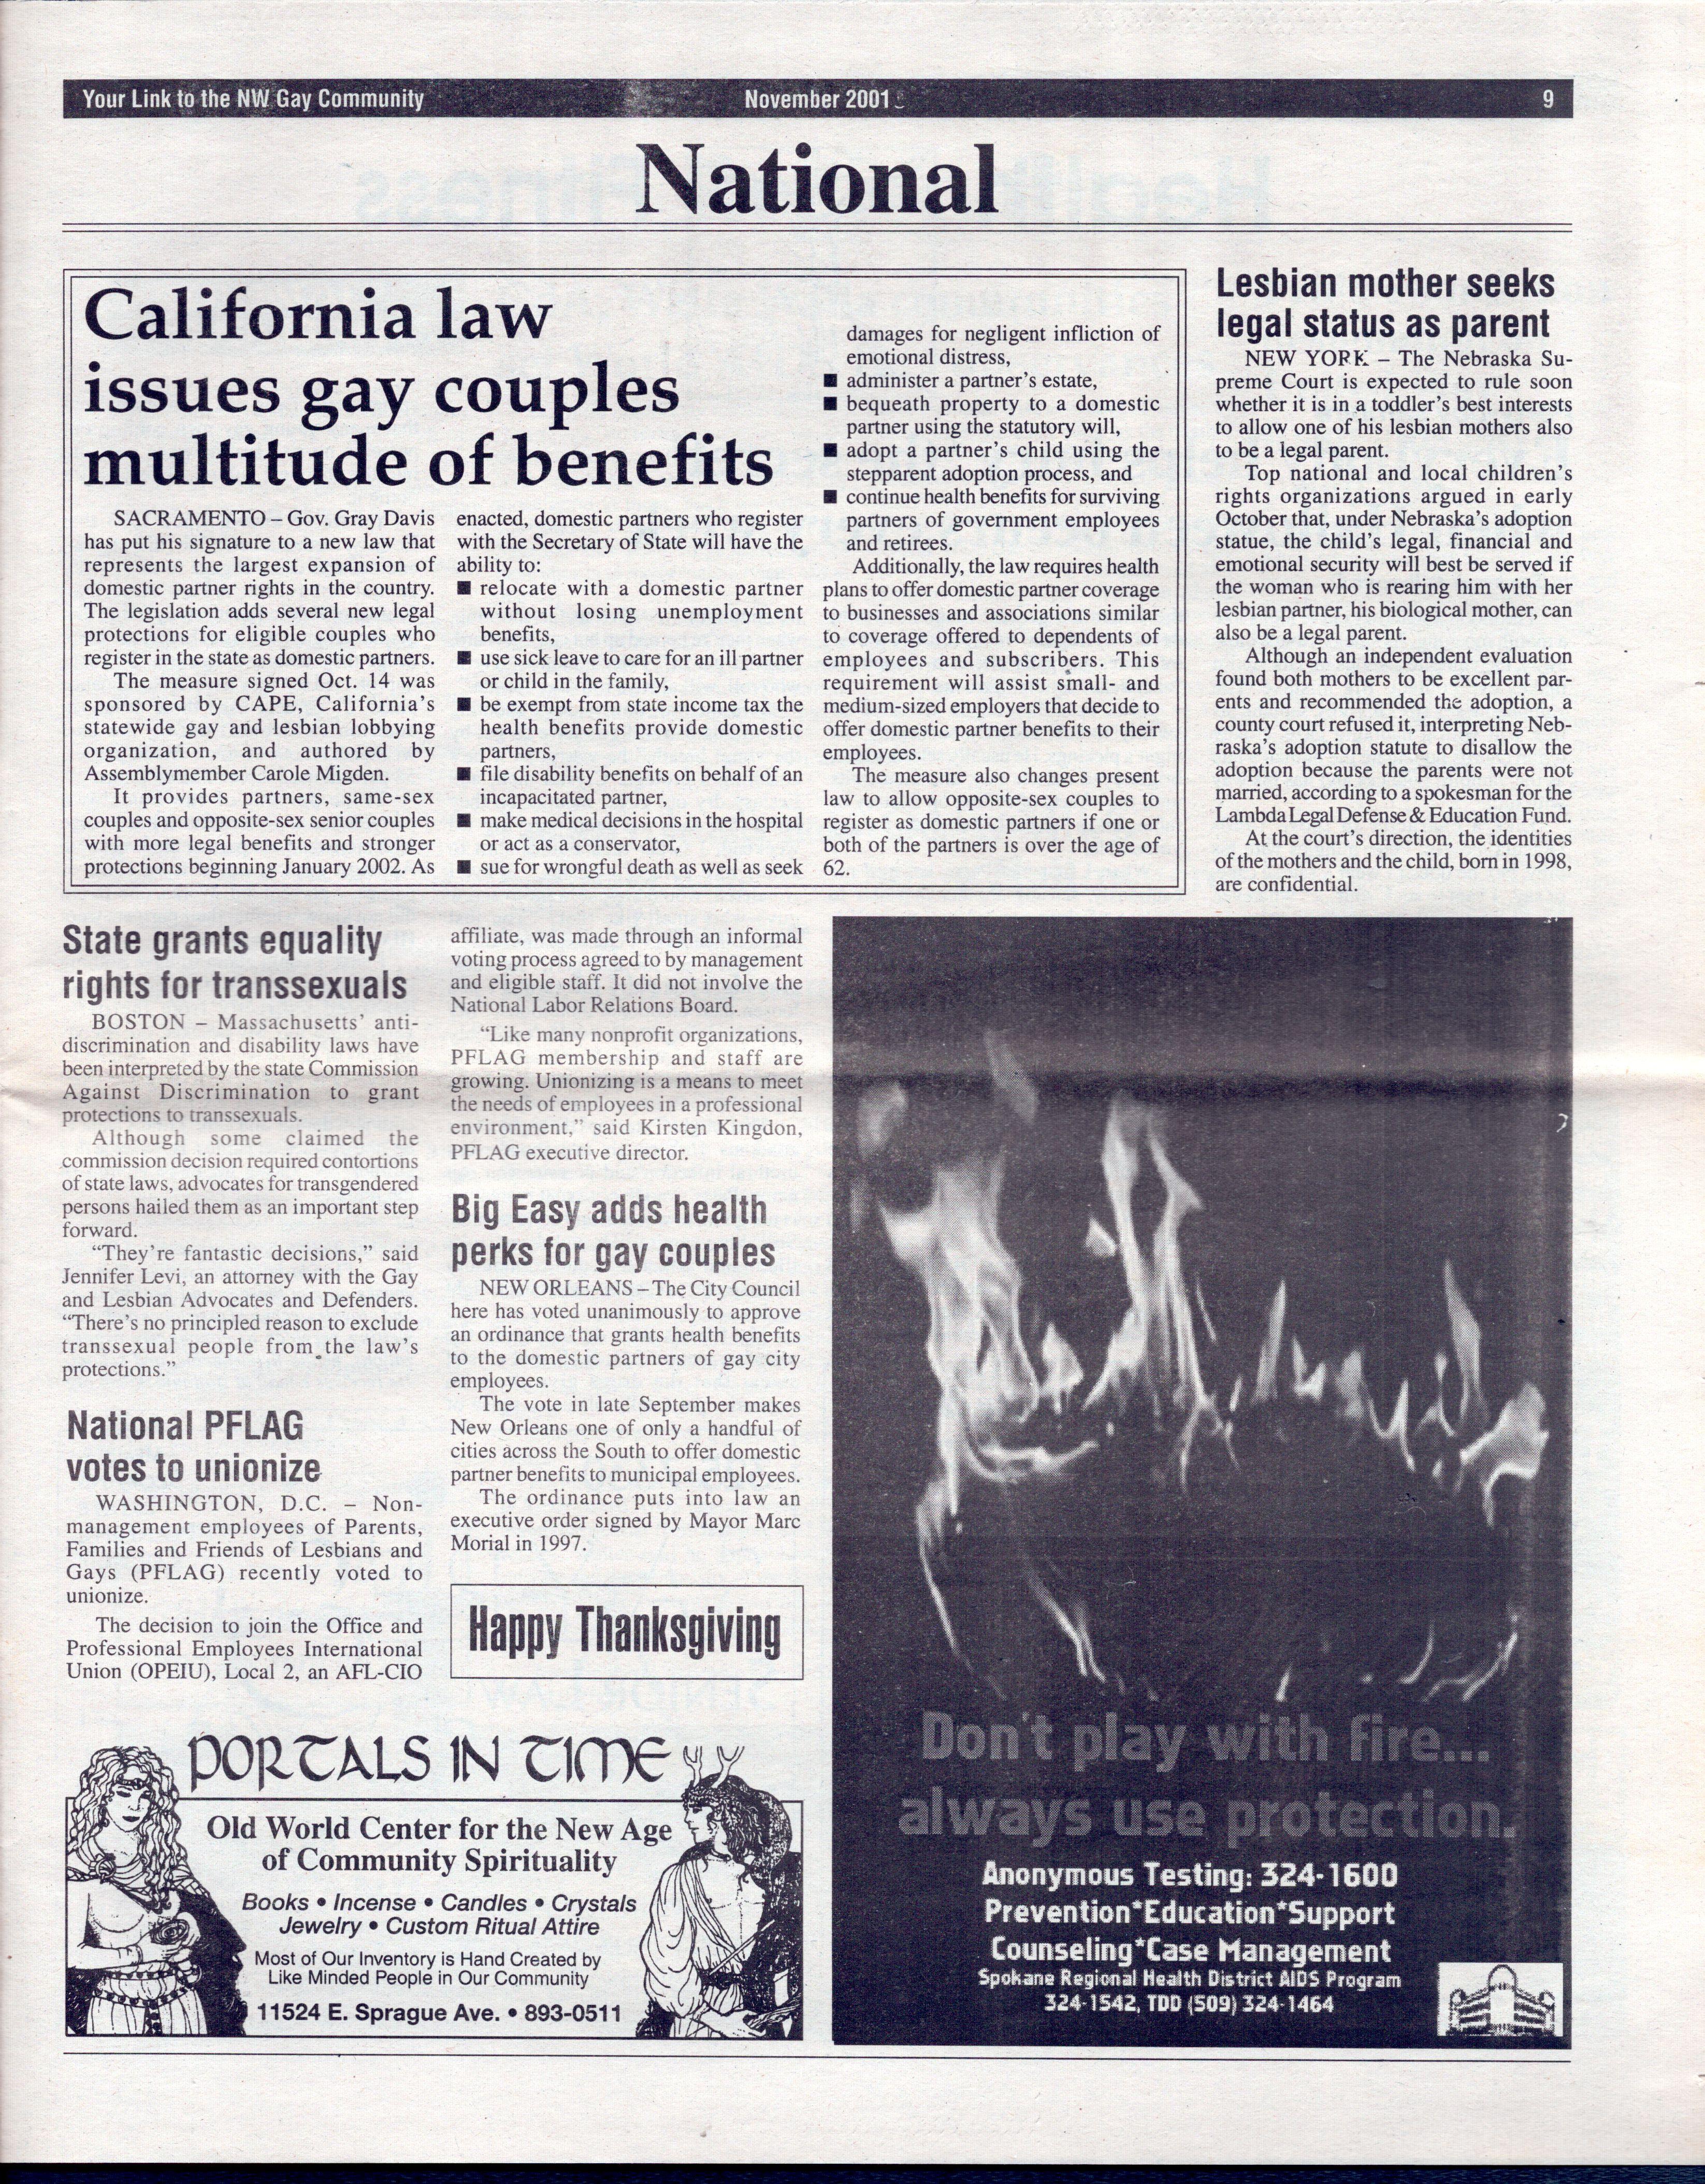 Your Link to the NW Gay Community
November 2001
9
National
California law
issues gay couples
multitude of benefits
SACRAMENTO – Gov. Gray Davis
has put his signature to a new law that
represents the largest expansion of
domestic partner rights in the country.
The legislation adds several new legal
protections for eligible couples who
register in the state as domestic partners.
The measure signed Oct. 14 was
sponsored by CAPE, California's
statewide gay and lesbian lobbying
organization, and authored by
Assemblymember Carole Migden.
It provides partners, same-sex
couples and opposite-sex senior couples
with more legal benefits and stronger
protections beginning January 2002. As
enacted, domestic partners who register
with the Secretary of State will have the
ability to:
■ relocate with a domestic partner
without losing unemployment
benefits,
■ use sick leave to care for an ill partner
or child in the family,
■ be exempt from state income tax the
health benefits provide domestic
partners,
■ file disability benefits on behalf of an
incapacitated partner,
■ make medical decisions in the hospital
or act as a conservator,
■ sue for wrongful death as well as seek
damages for negligent infliction of
emotional distress,
■ administer a partner's estate,
■ bequeath property to a domestic
partner using the statutory will,
■ adopt a partner's child using the
stepparent adoption process, and
■ continue health benefits for surviving
partners of government employees
and retirees.
Additionally, the law requires health
plans to offer domestic partner coverage
to businesses and associations similar
to coverage offered to dependents of
employees and subscribers. This
requirement will assist small- and
medium-sized employers that decide to
offer domestic partner benefits to their
employees.
The measure also changes present
law to allow opposite-sex couples to
register as domestic partners if one or
both of the partners is over the age of
62.
Lesbian mother seeks
legal status as parent
NEW YORK – The Nebraska Su-
preme Court is expected to rule soon
whether it is in a toddler's best interests
to allow one of his lesbian mothers also
to be a legal parent.
Top national and local children's
rights organizations argued in early
October that, under Nebraska's adoption
statue, the child's legal, financial and
emotional security will best be served if
the woman who is rearing him with her
lesbian partner, his biological mother, can
also be a legal parent.
Although an independent evaluation
found both mothers to be excellent par-
ents and recommended the adoption, a
county court refused it, interpreting Neb-
raska's adoption statute to disallow the
adoption because the parents were not
married, according to a spokesman for the
Lambda Legal Defense & Education Fund.
At the court's direction, the identities
of the mothers and the child, born in 1998,
are confidential.
State grants equality
rights for transsexuals
BOSTON – Massachusetts' anti-
discrimination and disability laws have
been interpreted by the state Commission
Against Discrimination to grant
protections to transsexuals.
Although some claimed the
commission decision required contortions
of state laws, advocates for transgendered
persons hailed them as an important step
forward.
"They're fantastic decisions," said
Jennifer Levi, an attorney with the Gay
and Lesbian Advocates and Defenders.
"There's no principled reason to exclude
transsexual people from the law's
protections."
National PFLAG
votes to unionize
WASHINGTON, D.C. – Non-
management employees of Parents,
Families and Friends of Lesbians and
Gays (PFLAG) recently voted to
unionize.
The decision to join the Office and
Professional Employees International
Union (OPEIU), Local 2, an AFL-CIO
affiliate, was made through an informal
voting process agreed to by management
and eligible staff. It did not involve the
National Labor Relations Board.
"Like many nonprofit organizations,
PFLAG membership and staff are
growing. Unionizing is a means to meet
the needs of employees in a professional
environment," said Kirsten Kingdon,
PFLAG executive director.
Big Easy adds health
perks for gay couples
NEW ORLEANS – The City Council
here has voted unanimously to approve
an ordinance that grants health benefits
to the domestic partners of gay city
employees.
The vote in late September makes
New Orleans one of only a handful of
cities across the South to offer domestic
partner benefits to municipal employees.
The ordinance puts into law an
executive order signed by Mayor Marc
Morial in 1997.
Happy Thanksgiving
PORTALS IN TIME
Old World Center for the New Age
of Community Spirituality
Books • Incense • Candles • Crystals
Jewelry • Custom Ritual Attire
Most of Our Inventory is Hand Created by
Like Minded People in Our Community
11524 E. Sprague Ave. • 893-0511
Don't play with fire...
always use protection.
Anonymous Testing: 324-1600
Prevention*Education*Support
Counseling*Case Management
Spokane Regional Health District AIDS Program
324-1542, TDD (509) 324-1464